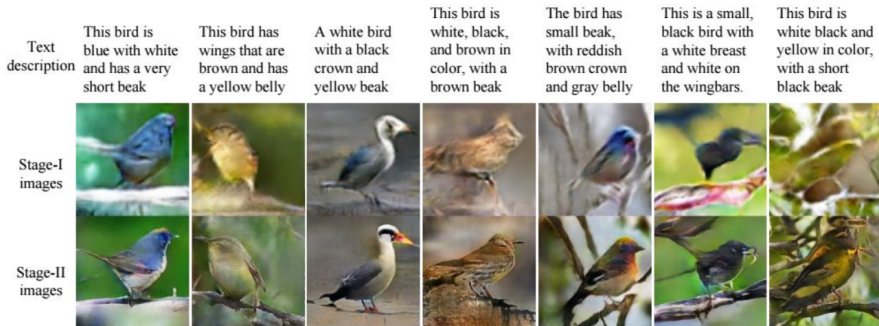 Text
description
This bird is
blue with white
and has a very
short beak
This bird has
wings that are
brown and has
a yellow belly
A white bird
with a black
crown and
yellow beak
This bird is
white, black,
and brown in
color, with a
brown beak
The bird has
small beak,
with reddish
brown crown
and gray belly
This is a small,
black bird with
a white breast
and white on
the wingbars.
This bird is
white black and
yellow in color,
with a short
black beak
Stage-I
images
Stage-II
images